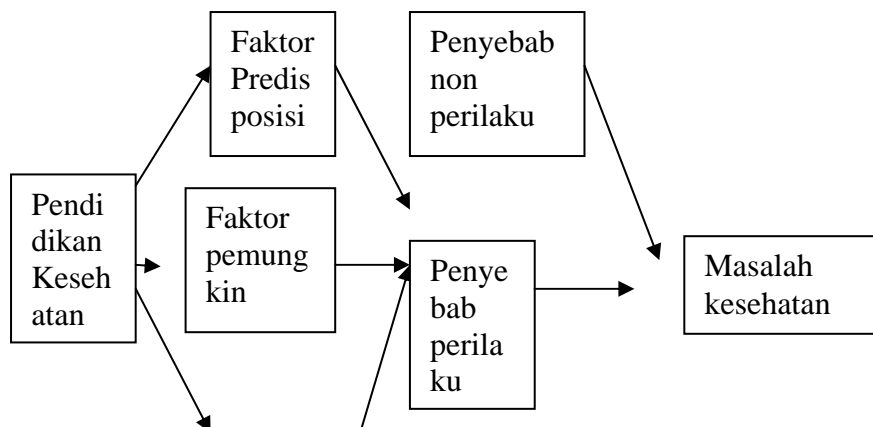 Faktor
Predis
posisi
Penyebab
non
perilaku
Pendi
dikan
Keseh
atan
Faktor
pemung
kin
Penye
bab
perila
ku
Masalah
kesehatan